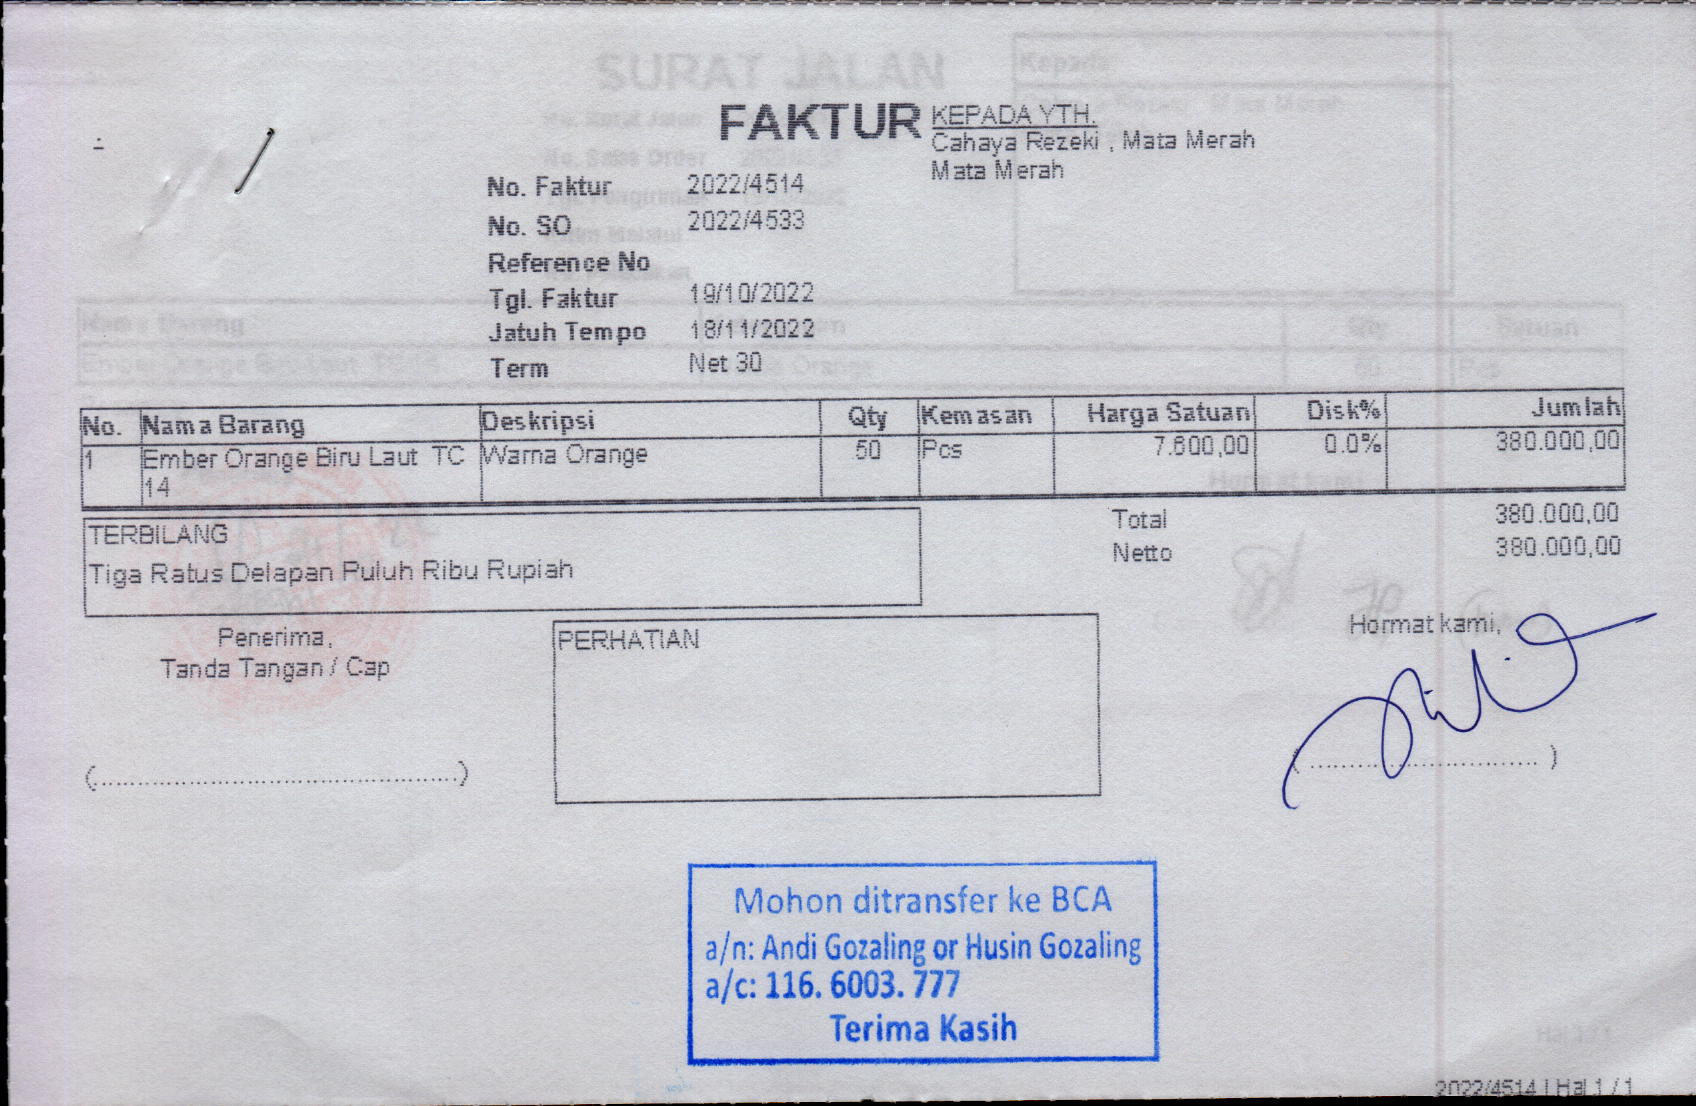 FAKTUR
KEPADA YTH.
Cahaya Rezeki , Mata Merah
Mata Merah
No. Faktur 2022/4514
No. SO 2022/4533
Reference No
Tgl. Faktur 19/10/2022
Jatuh Tempo 18/11/2022
Term Net 30
No. Nama Barang Deskripsi Qty Kemasan Harga Satuan Disk% Jumlah
1 Ember Orange Biru Laut TC Warna Orange 50 Pcs 7.600,00 0.0% 380.000,00
14
Total 380.000,00
Netto 380.000,00
TERBILANG
Tiga Ratus Delapan Puluh Ribu Rupiah
Penerima,
Tanda Tangan / Cap
PERHATIAN
Hormat kami,
Mohon ditransfer ke BCA
a/n: Andi Gozaling or Husin Gozaling
a/c: 116. 6003. 777
Terima Kasih
2022/4514 | Hal 1 / 1
SURAT JALAN
Kepada